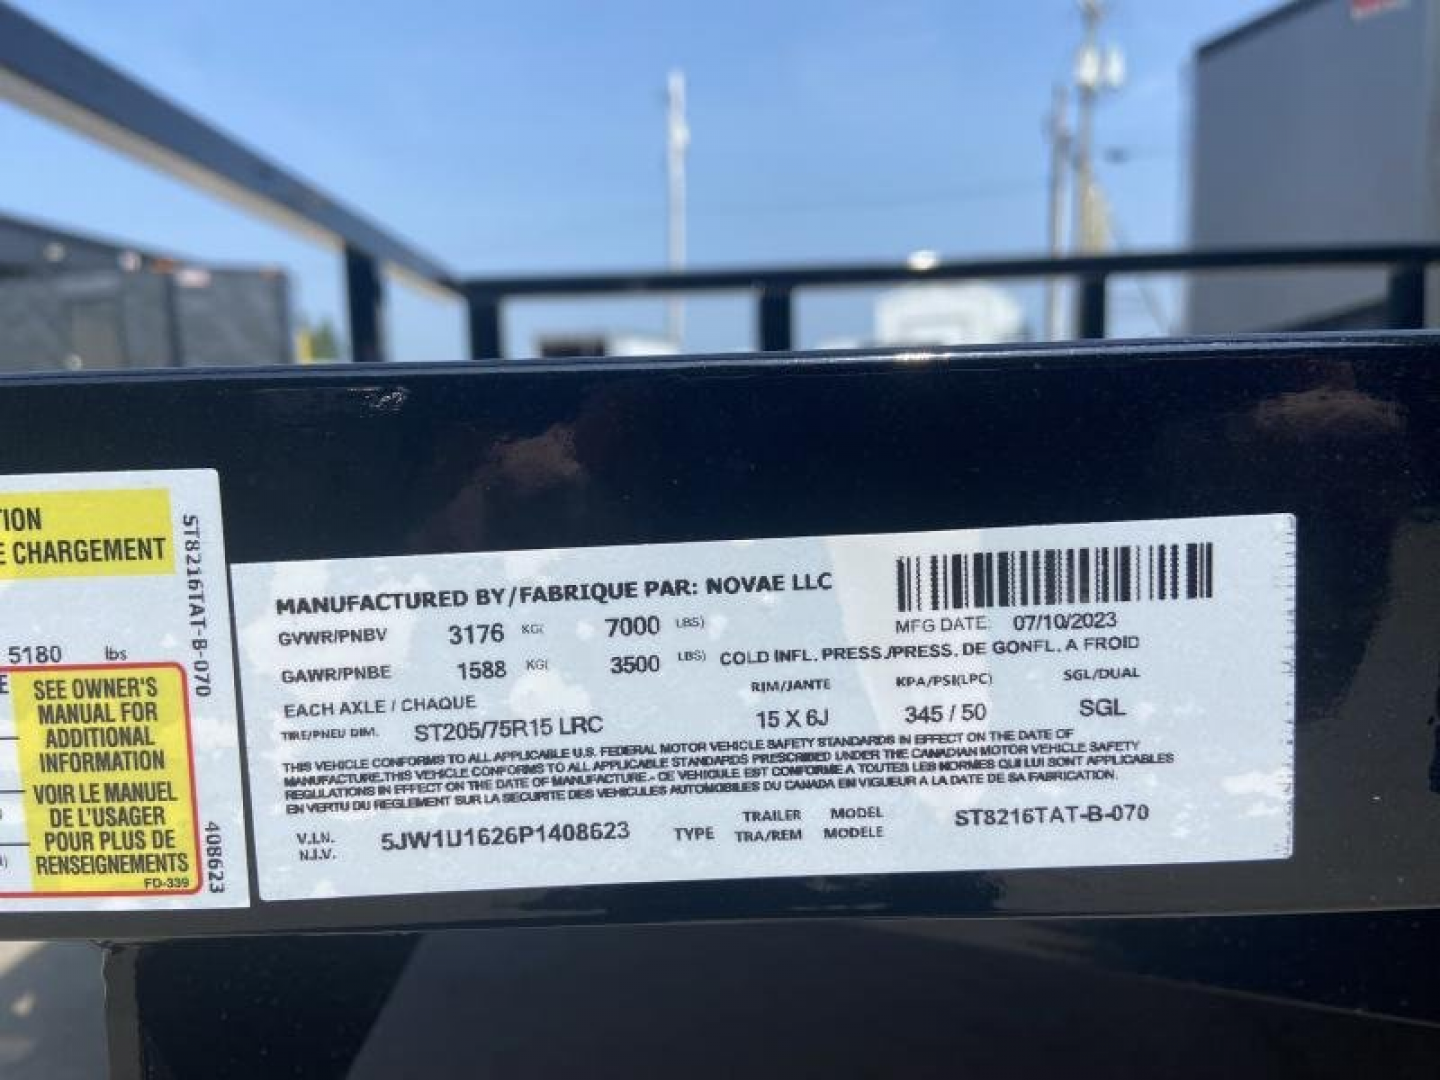 TION
E CHARGEMENT
5180 lbs
SEE OWNER'S
MANUAL FOR
ADDITIONAL
INFORMATION
VOIR LE MANUEL
DE L'USAGER
POUR PLUS DE
RENSEIGNEMENTS
FD-339
ST8216TAT-B-070
408623
MANUFACTURED BY/FABRIQUE PAR: NOVAE LLC
GVWR/PNBV 3176 KG( 7000 LBS) MFG DATE: 07/10/2023
GAWR/PNBE 1588 KG( 3500 LBS) COLD INFL. PRESS./PRESS. DE GONFL. A FROID
EACH AXLE / CHAQUE RIM/JANTE KPA/PSI(LPC) SGL/DUAL
TIRE/PNEU DIM. ST205/75R15 LRC 15 X 6J 345 / 50 SGL
THIS VEHICLE CONFORMS TO ALL APPLICABLE U.S. FEDERAL MOTOR VEHICLE SAFETY STANDARDS IN EFFECT ON THE DATE OF
MANUFACTURE.THIS VEHICLE CONFORMS TO ALL APPLICABLE STANDARDS PRESCRIBED UNDER THE CANADIAN MOTOR VEHICLE SAFETY
REGULATIONS IN EFFECT ON THE DATE OF MANUFACTURE.- CE VEHICULE EST CONFORME A TOUTES LES NORMES QUI LUI SONT APPLICABLES
EN VERTU DU REGLEMENT SUR LA SECURITE DES VEHICULES AUTOMOBILES DU CANADA EN VIGUEUR A LA DATE DE SA FABRICATION.
V.I.N. 5JW1U1626P1408623 TYPE TRAILER MODEL ST8216TAT-B-070
N.I.V. TRA/REM MODÈLE